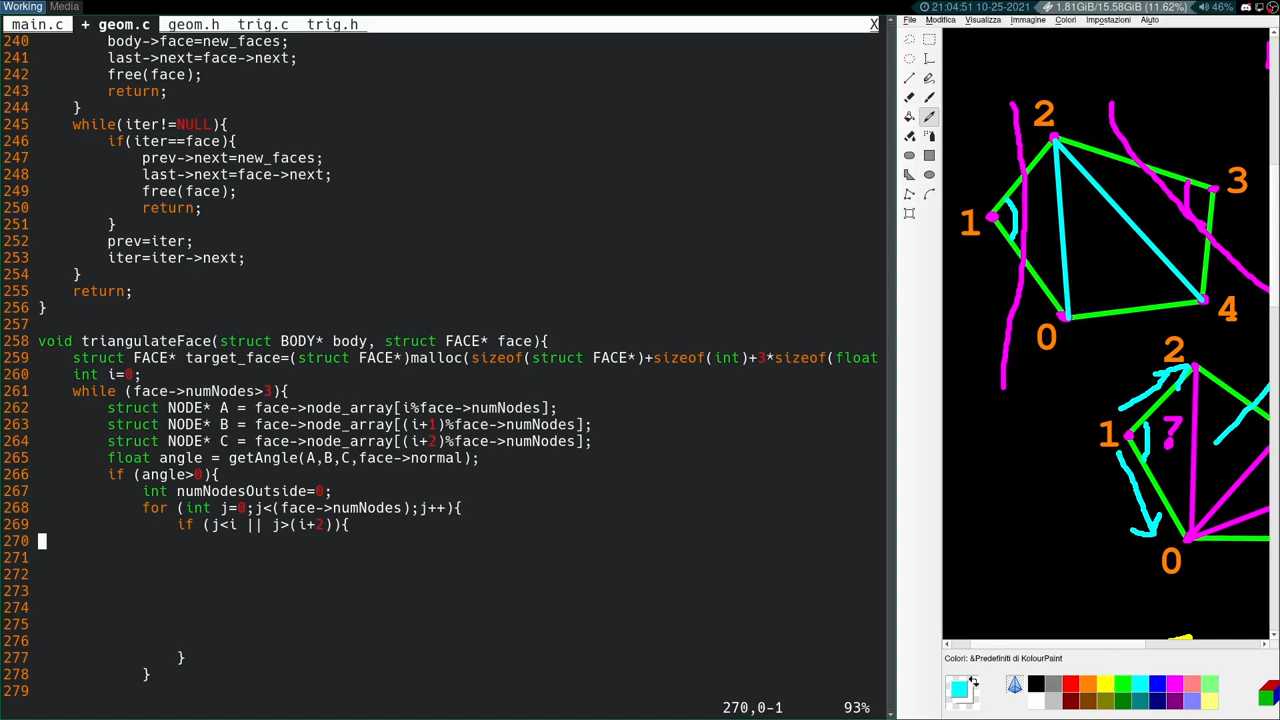 Working Media
21:04:51 10-25-2021 1.81GiB/15.58GiB (11.62%) 46%
main.c + geom.c geom.h trig.c trig.h X
File Modifica Visualizza Immagine Colori Impostazioni Aiuto
240 body->face=new_faces;
241 last->next=face->next;
242 free(face);
243 return;
244 }
245 while(iter!=NULL){
246 if(iter==face){
247 prev->next=new_faces;
248 last->next=face->next;
249 free(face);
250 return;
251 }
252 prev=iter;
253 iter=iter->next;
254 }
255 return;
256 }
257
258 void triangulateFace(struct BODY* body, struct FACE* face){
259 struct FACE* target_face=(struct FACE*)malloc(sizeof(struct FACE*)+sizeof(int)+3*sizeof(float
260 int i=0;
261 while (face->numNodes>3){
262 struct NODE* A = face->node_array[i%face->numNodes];
263 struct NODE* B = face->node_array[(i+1)%face->numNodes];
264 struct NODE* C = face->node_array[(i+2)%face->numNodes];
265 float angle = getAngle(A,B,C,face->normal);
266 if (angle>0){
267 int numNodesOutside=0;
268 for (int j=0;j<(face->numNodes);j++){
269 if (j<i || j>(i+2)){
270
271
272
273
274
275
276
277 }
278 }
279
270,0-1 93%
2
3
1
4
0
2
1 ?
0
Colori: &Predefiniti di KolourPaint